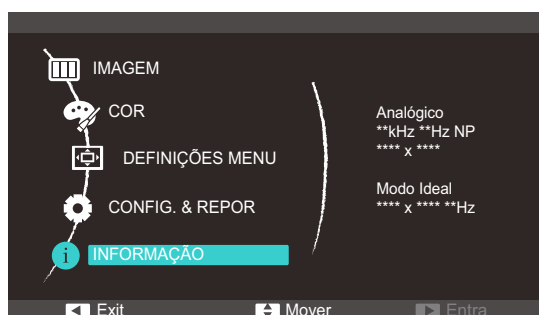 IMAGEM
COR
DEFINIÇÕES MENU
CONFIG. & REPOR
i INFORMAÇÃO
Analógico
**kHz **Hz NP
**** x ****
Modo Ideal
**** x **** **Hz
Exit Mover Entra